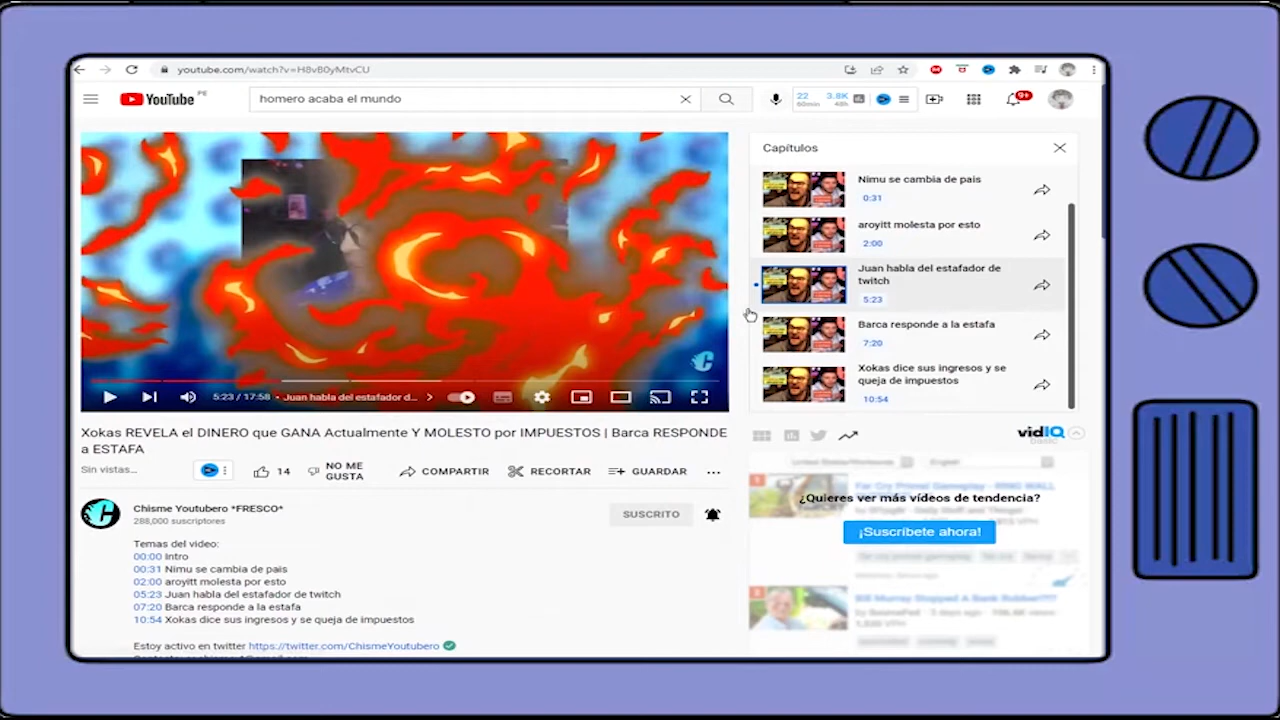 youtube.com/watch?v=H8vB0yMtvCU
YouTube PE
homero acaba el mundo
22
60min
3.8K
48h
9+
Capítulos
Nimu se cambia de pais
0:31
aroyitt molesta por esto
2:00
Juan habla del estafador de
twitch
5:23
Barca responde a la estafa
7:20
Xokas dice sus ingresos y se
queja de impuestos
10:54
5:23 / 17:58 • Juan habla del estafador d...
Xokas REVELA el DINERO que GANA Actualmente Y MOLESTO por IMPUESTOS | Barca RESPONDE
a ESTAFA
Sin vistas...
14
NO ME
GUSTA
COMPARTIR
RECORTAR
GUARDAR
vidIQ
¿Quieres ver más vídeos de tendencia?
¡Suscríbete ahora!
Chisme Youtubero *FRESCO*
288,000 suscriptores
SUSCRITO
Temas del video:
00:00 Intro
00:31 Nimu se cambia de pais
02:00 aroyitt molesta por esto
05:23 Juan habla del estafador de twitch
07:20 Barca responde a la estafa
10:54 Xokas dice sus ingresos y se queja de impuestos
Estoy activo en twitter https://twitter.com/ChismeYoutubero